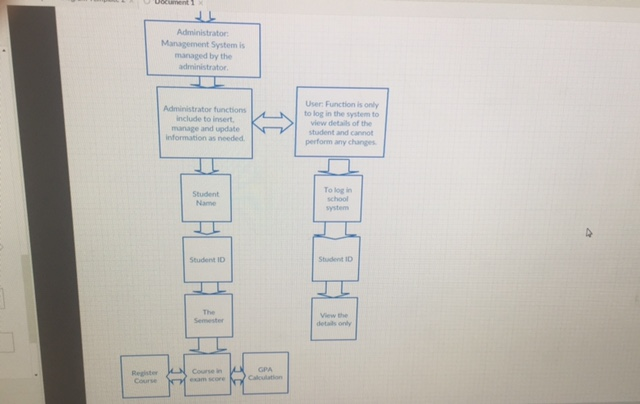 Document 1
Administrator:
Management System is
managed by the
administrator.
Administrator functions
include to insert,
manage and update
information as needed.
User: Function is only
to log in the system to
view details of the
student and cannot
perform any changes.
Student
Name
To log in
school
system
Student ID
Student ID
The
Semester
View the
details only
Register
Course
Course in
exam score
GPA
Calculation